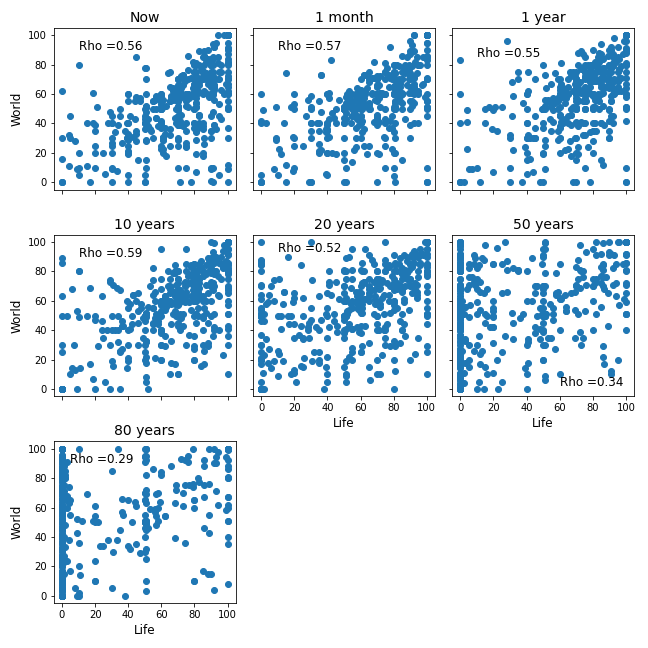 Now
1 month
1 year
Rho =0.56
Rho =0.57
Rho =0.55
World
100
80
60
40
20
0
10 years
20 years
50 years
Rho =0.59
Rho =0.52
Rho =0.34
World
100
80
60
40
20
0
0 20 40 60 80 100
Life
0 20 40 60 80 100
Life
80 years
Rho =0.29
World
100
80
60
40
20
0
0 20 40 60 80 100
Life